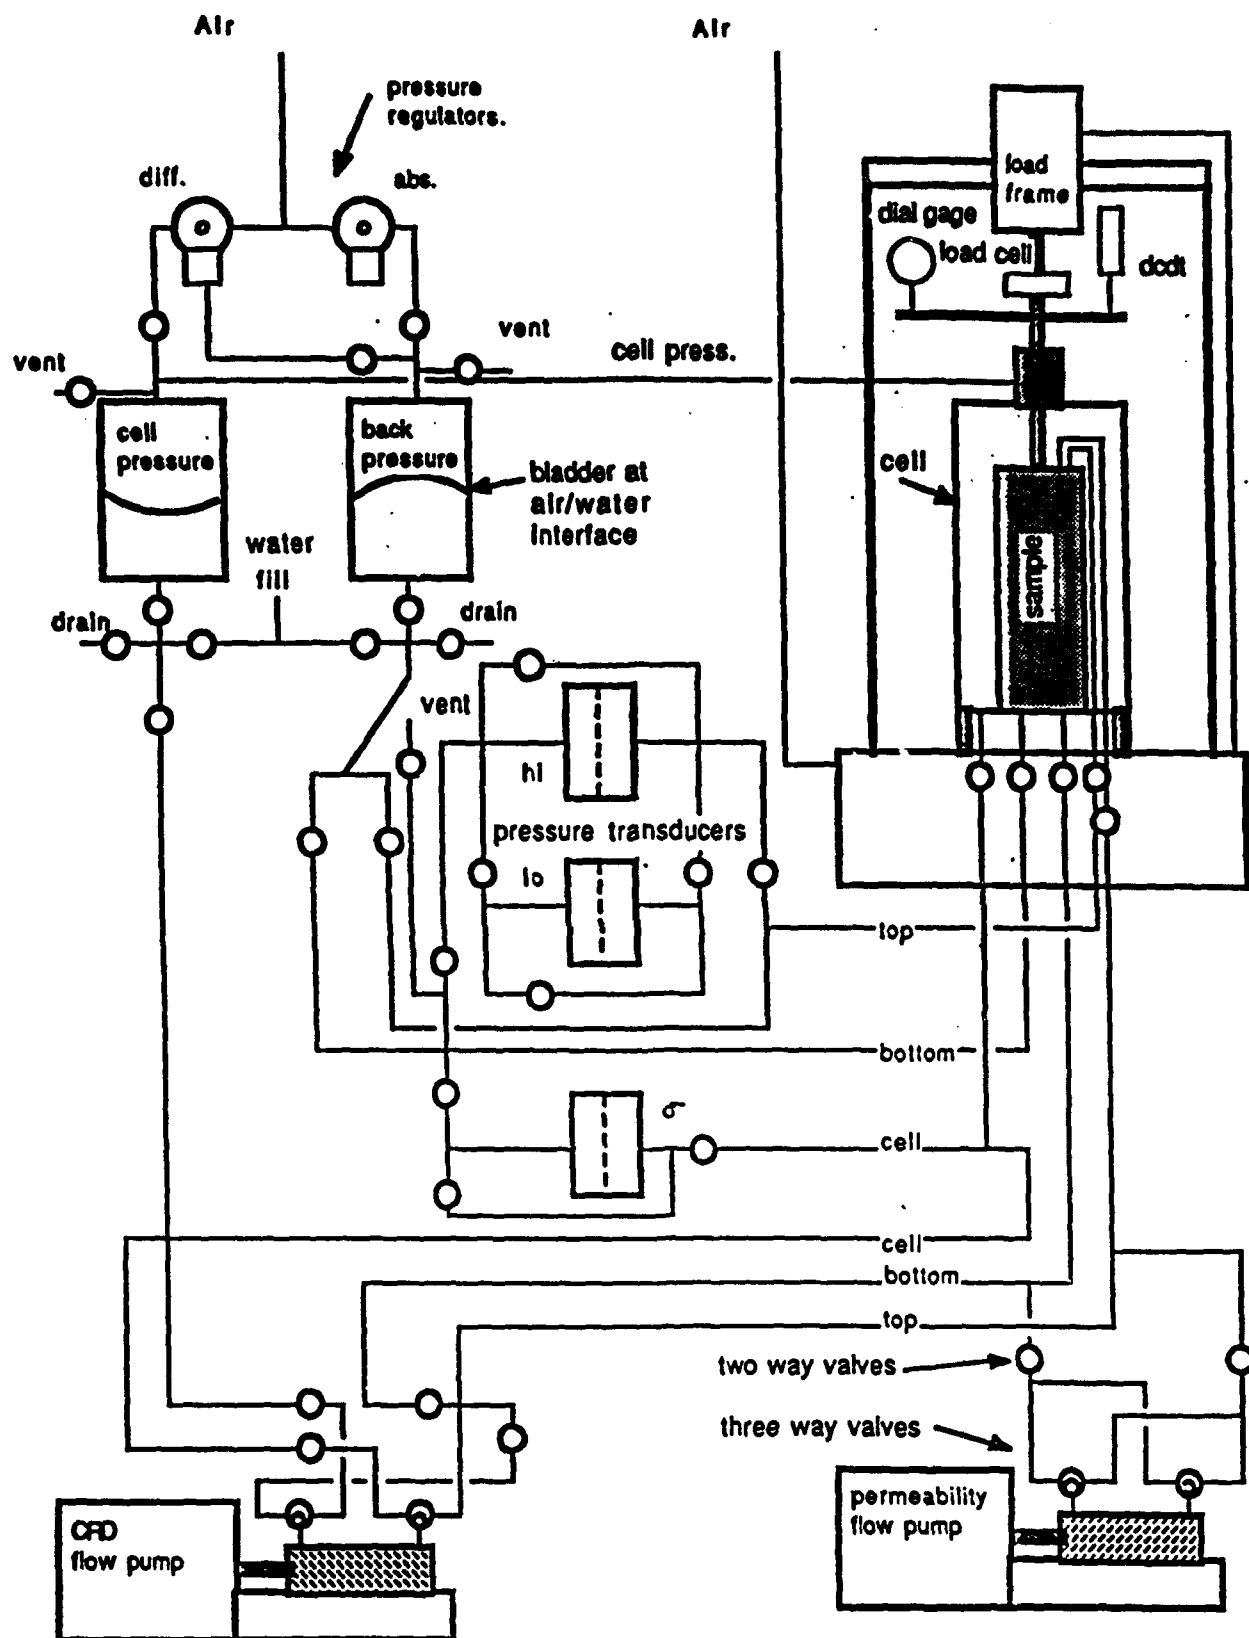 Air
Air
pressure
regulators.
diff.
abs.
load
frame
dial gage
load cell
dcdt
vent
vent
cell press.
cell
pressure
back
pressure
bladder at
air/water
interface
cell
sample
water
fill
drain
drain
vent
hi
pressure transducers
lo
top
bottom
σ
cell
cell
bottom
top
two way valves
three way valves
CRD
flow pump
permeability
flow pump